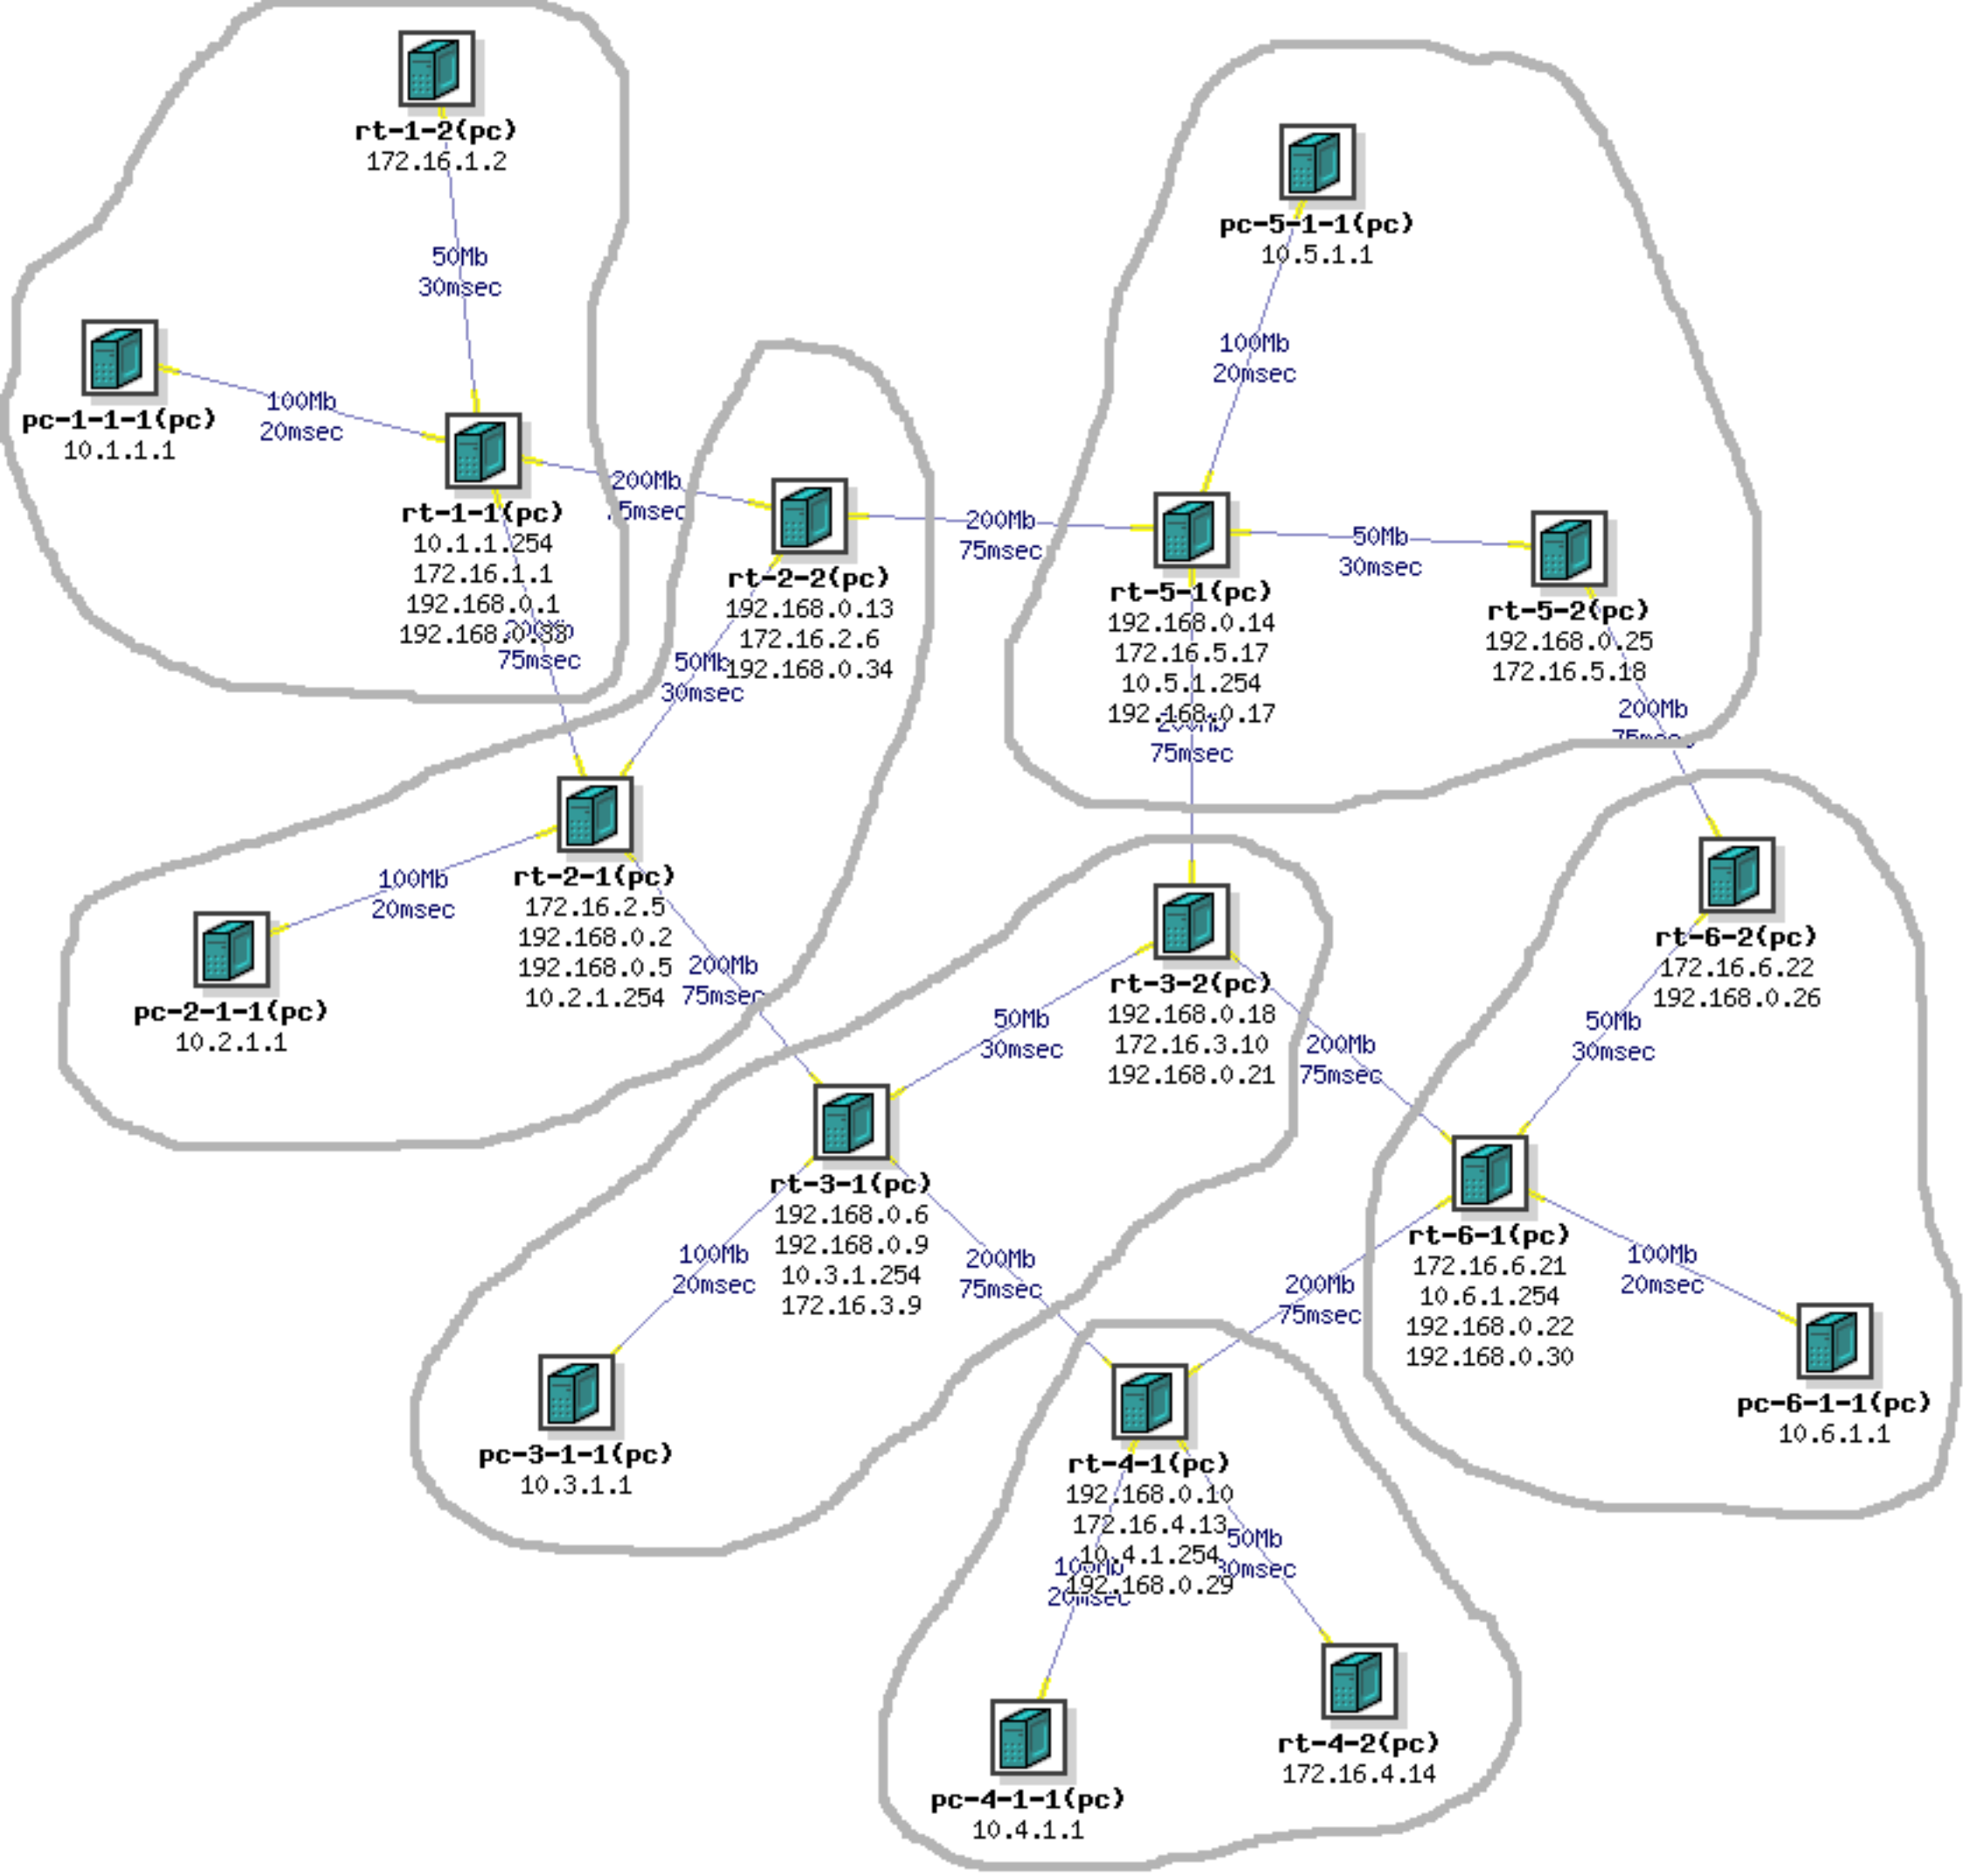 rt-1-2(pc)
172.16.1.2
50Mb
30msec
pc-1-1-1(pc)
10.1.1.1
100Mb
20msec
rt-1-1(pc)
10.1.1.254
172.16.1.1
192.168.0.1
192.168.0.33
75msec
200Mb
rt-2-2(pc)
192.168.0.13
172.16.2.6
192.168.0.34
50Mb
30msec
200Mb
75msec
pc-5-1-1(pc)
10.5.1.1
100Mb
20msec
rt-5-1(pc)
192.168.0.14
172.16.5.17
10.5.1.254
192.168.0.17
200Mb
75msec
50Mb
30msec
rt-5-2(pc)
192.168.0.25
172.16.5.18
200Mb
75msec
rt-2-1(pc)
172.16.2.5
192.168.0.2
192.168.0.5
10.2.1.254
100Mb
20msec
pc-2-1-1(pc)
10.2.1.1
200Mb
75msec
rt-3-2(pc)
192.168.0.18
172.16.3.10
192.168.0.21
50Mb
30msec
200Mb
75msec
rt-6-2(pc)
172.16.6.22
192.168.0.26
50Mb
30msec
rt-3-1(pc)
192.168.0.6
192.168.0.9
10.3.1.254
172.16.3.9
100Mb
20msec
200Mb
75msec
pc-3-1-1(pc)
10.3.1.1
rt-6-1(pc)
172.16.6.21
10.6.1.254
192.168.0.22
192.168.0.30
200Mb
75msec
100Mb
20msec
pc-6-1-1(pc)
10.6.1.1
rt-4-1(pc)
192.168.0.10
172.16.4.13
10.4.1.254
192.168.0.29
100Mb
20msec
50Mb
30msec
pc-4-1-1(pc)
10.4.1.1
rt-4-2(pc)
172.16.4.14